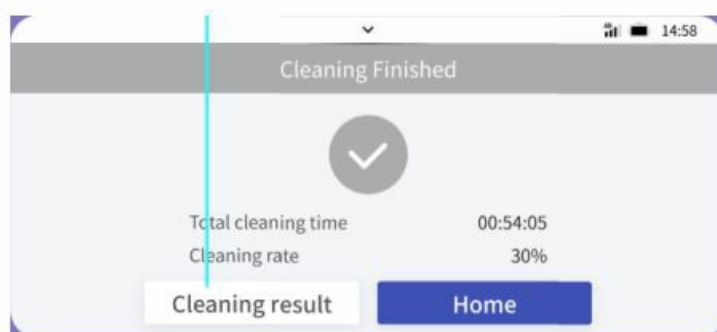 14:58
Cleaning Finished
Total cleaning time 00:54:05
Cleaning rate 30%
Cleaning result Home